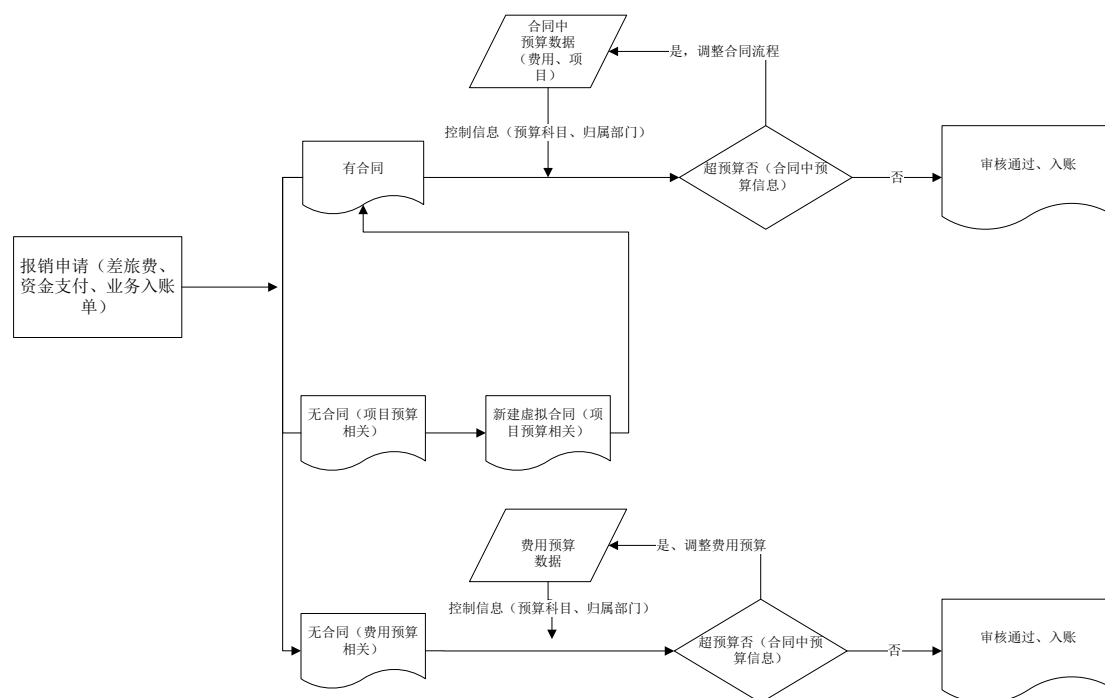 合同中
预算数据
（费用、项
目）
是，调整合同流程
控制信息（预算科目、归属部门）
有合同
超预算否（合同中预
算信息）
否
审核通过、入账
报销申请（差旅费、
资金支付、业务入账
单）
无合同（项目预算
相关）
新建虚拟合同（项
目预算相关）
费用预算
数据
是、调整费用预算
控制信息（预算科目、归属部门）
无合同（费用预算
相关）
超预算否（合同中预
算信息）
否
审核通过、入账